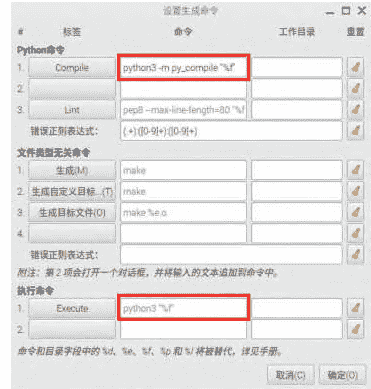 设置生成命令
# 标签 命令 工作目录 重置
Python命令
1. Compile python3 -m py_compile "%f"
2.
3. Lint pep8 --max-line-length=80 "%f
错误正则表达式： (.+):([0-9]+):([0-9]+)
文件类型无关命令
1. 生成(M) make
2. 生成自定义目标...(T) make
3. 生成目标文件(O) make %e.o
4.
错误正则表达式：
附注：第 2 项会打开一个对话框，并将输入的文本追加到命令中。
执行命令
1. Execute python3 "%f"
2.
命令和目录字段中的 %d、%e、%f、%p 和 %l 将被替代，详见手册。
取消(C) 确定(O)